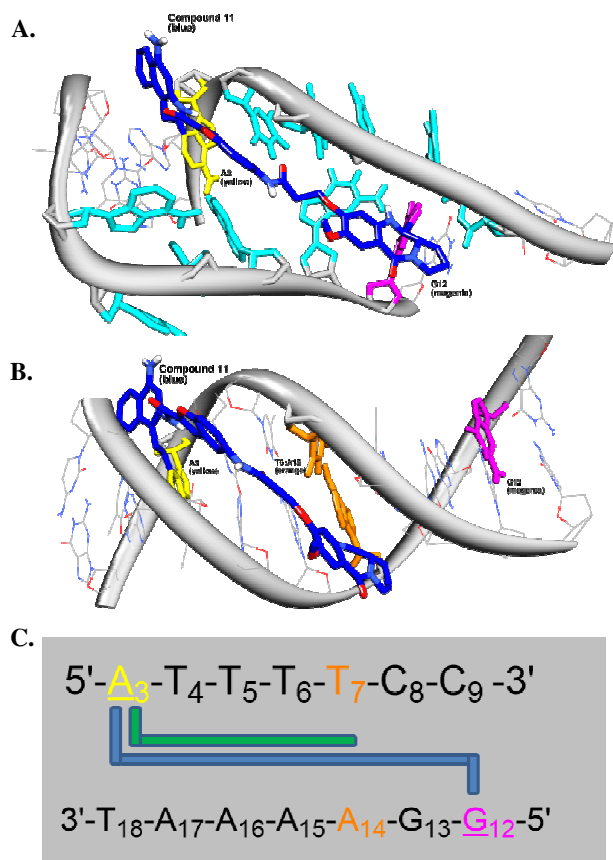 A.
Compound 11
(blue)
A3
(yellow)
G12
(magenta)
B.
Compound 11
(blue)
A3
(yellow)
(orange)
G12
(magenta)
C.
5'-A₃-T₄-T₅-T₆-T₇-C₈-C₉ -3'
3'-T₁₈-A₁₇-A₁₆-A₁₅-A₁₄-G₁₃-G₁₂-5'